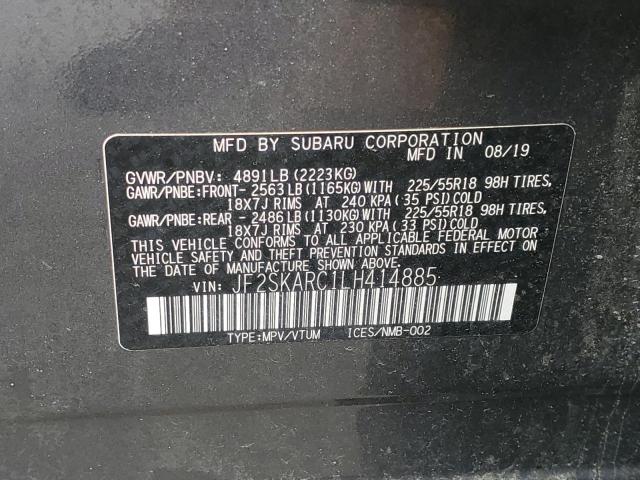 MFD BY SUBARU CORPORATION
MFD IN 08/19
GVWR/PNBV: 4891LB(2223KG)
GAWR/PNBE:FRONT- 2563LB(1165KG)WITH 225/55R18 98H TIRES,
18X7J RIMS AT 240 KPA(35 PSI)COLD
GAWR/PNBE:REAR - 2486LB(1130KG)WITH 225/55R18 98H TIRES,
18X7J RIMS AT 230 KPA(33 PSI)COLD
THIS VEHICLE CONFORMS TO ALL APPLICABLE FEDERAL MOTOR
VEHICLE SAFETY AND THEFT PREVENTION STANDARDS IN EFFECT ON
THE DATE OF MANUFACTURE SHOWN ABOVE.
VIN: JF2SKARC1LH414885
TYPE:MPV/VTUM ICES/NMB-002